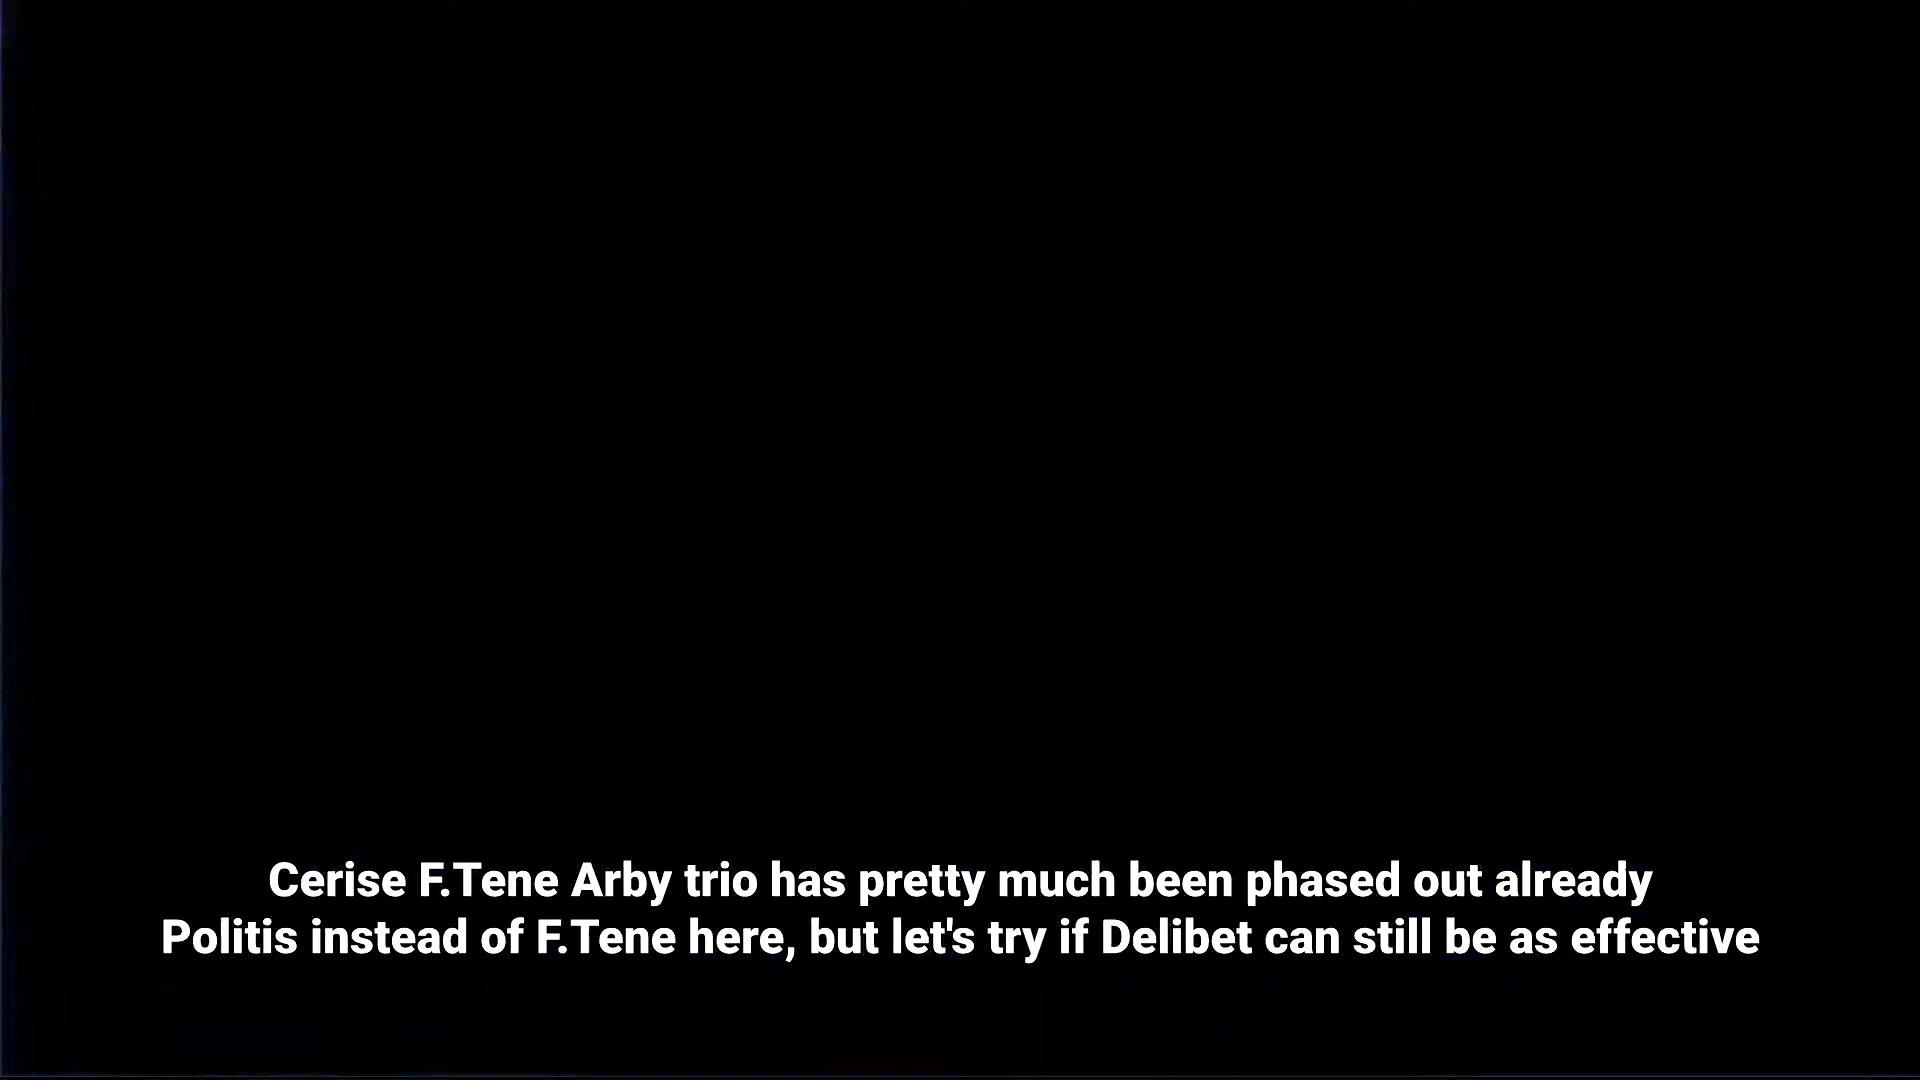 Cerise F.Tene Arby trio has pretty much been phased out already
Politis instead of F.Tene here, but let's try if Delibet can still be as effective